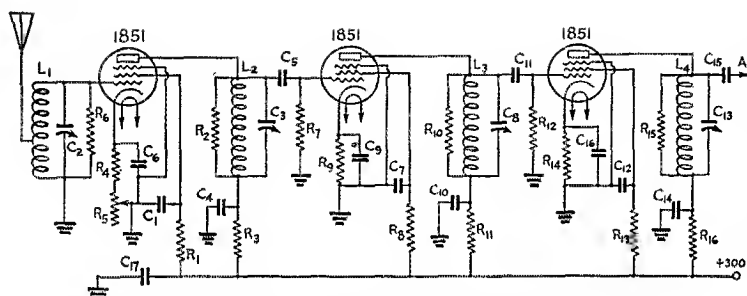 1851
1851
1851
L1
C2
R6
R4
R5
C6
C1
R1
L2
R2
C3
C4
R3
C5
R7
R9
C9
C7
R8
L3
R10
C8
C10
R11
C11
R12
R14
C16
C12
R13
L4
R15
C15
A
C13
C14
R16
C17
+300